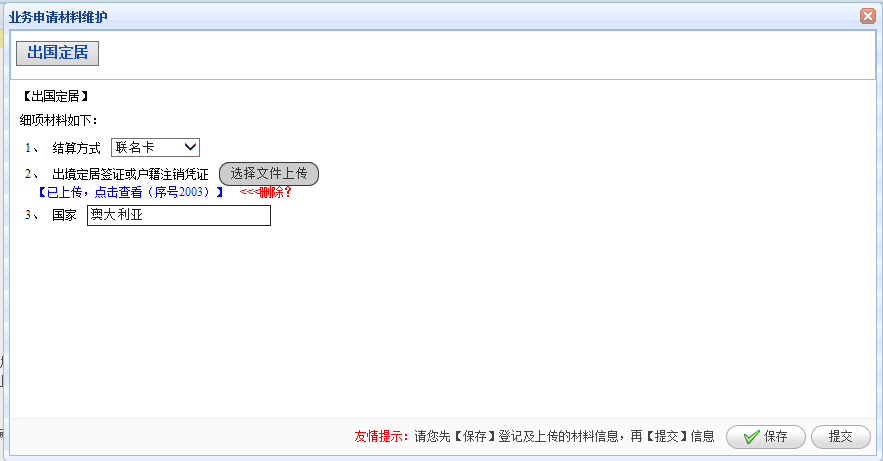 业务申请材料维护
出国定居
【出国定居】
细项材料如下:
1、 结算方式 联名卡
2、 出境定居签证或户籍注销凭证 选择文件上传
【已上传，点击查看（序号2003）】 <<<删除?
3、 国家 澳大利亚
友情提示：请您先【保存】登记及上传的材料信息，再【提交】信息 保存 提交